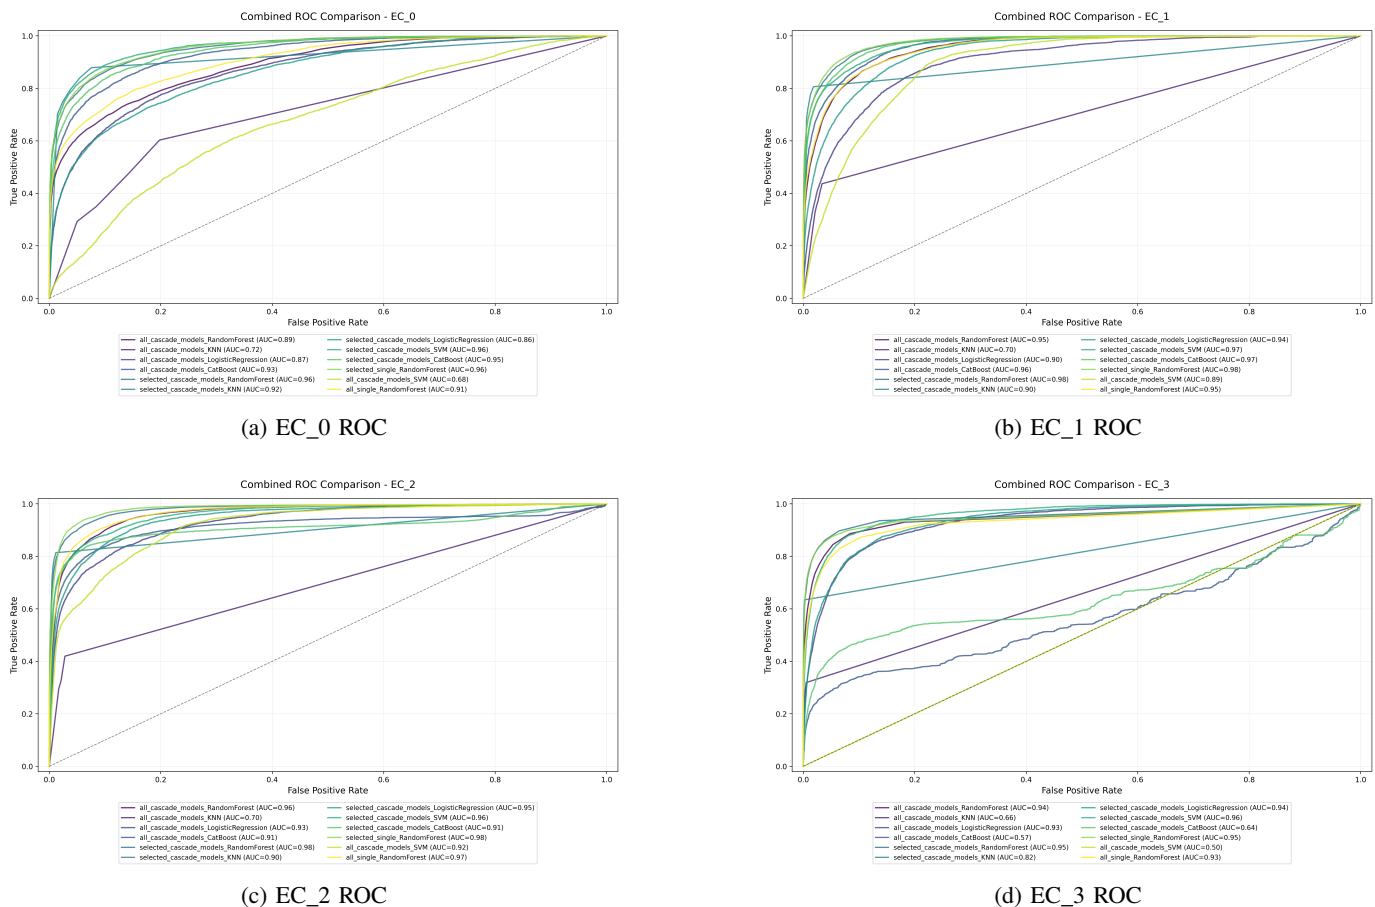 Combined ROC Comparison - EC_0
True Positive Rate
1.0
0.8
0.6
0.4
0.2
0.0
0.0 0.2 0.4 0.6 0.8 1.0
False Positive Rate
all_cascade_models_RandomForest (AUC=0.89)
all_cascade_models_KNN (AUC=0.72)
all_cascade_models_LogisticRegression (AUC=0.87)
all_cascade_models_CatBoost (AUC=0.93)
selected_cascade_models_RandomForest (AUC=0.96)
selected_cascade_models_KNN (AUC=0.92)
selected_cascade_models_LogisticRegression (AUC=0.86)
selected_cascade_models_SVM (AUC=0.96)
selected_cascade_models_CatBoost (AUC=0.95)
selected_single_RandomForest (AUC=0.96)
all_cascade_models_SVM (AUC=0.68)
all_single_RandomForest (AUC=0.91)
(a) EC_0 ROC
Combined ROC Comparison - EC_1
True Positive Rate
1.0
0.8
0.6
0.4
0.2
0.0
0.0 0.2 0.4 0.6 0.8 1.0
False Positive Rate
all_cascade_models_RandomForest (AUC=0.95)
all_cascade_models_KNN (AUC=0.70)
all_cascade_models_LogisticRegression (AUC=0.90)
all_cascade_models_CatBoost (AUC=0.96)
selected_cascade_models_RandomForest (AUC=0.98)
selected_cascade_models_KNN (AUC=0.90)
selected_cascade_models_LogisticRegression (AUC=0.94)
selected_cascade_models_SVM (AUC=0.97)
selected_cascade_models_CatBoost (AUC=0.97)
selected_single_RandomForest (AUC=0.98)
all_cascade_models_SVM (AUC=0.89)
all_single_RandomForest (AUC=0.95)
(b) EC_1 ROC
Combined ROC Comparison - EC_2
True Positive Rate
1.0
0.8
0.6
0.4
0.2
0.0
0.0 0.2 0.4 0.6 0.8 1.0
False Positive Rate
all_cascade_models_RandomForest (AUC=0.96)
all_cascade_models_KNN (AUC=0.70)
all_cascade_models_LogisticRegression (AUC=0.93)
all_cascade_models_CatBoost (AUC=0.91)
selected_cascade_models_RandomForest (AUC=0.98)
selected_cascade_models_KNN (AUC=0.90)
selected_cascade_models_LogisticRegression (AUC=0.95)
selected_cascade_models_SVM (AUC=0.96)
selected_cascade_models_CatBoost (AUC=0.91)
selected_single_RandomForest (AUC=0.98)
all_cascade_models_SVM (AUC=0.92)
all_single_RandomForest (AUC=0.97)
(c) EC_2 ROC
Combined ROC Comparison - EC_3
True Positive Rate
1.0
0.8
0.6
0.4
0.2
0.0
0.0 0.2 0.4 0.6 0.8 1.0
False Positive Rate
all_cascade_models_RandomForest (AUC=0.94)
all_cascade_models_KNN (AUC=0.66)
all_cascade_models_LogisticRegression (AUC=0.93)
all_cascade_models_CatBoost (AUC=0.57)
selected_cascade_models_RandomForest (AUC=0.95)
selected_cascade_models_KNN (AUC=0.82)
selected_cascade_models_LogisticRegression (AUC=0.94)
selected_cascade_models_SVM (AUC=0.96)
selected_cascade_models_CatBoost (AUC=0.64)
selected_single_RandomForest (AUC=0.95)
all_cascade_models_SVM (AUC=0.50)
all_single_RandomForest (AUC=0.93)
(d) EC_3 ROC